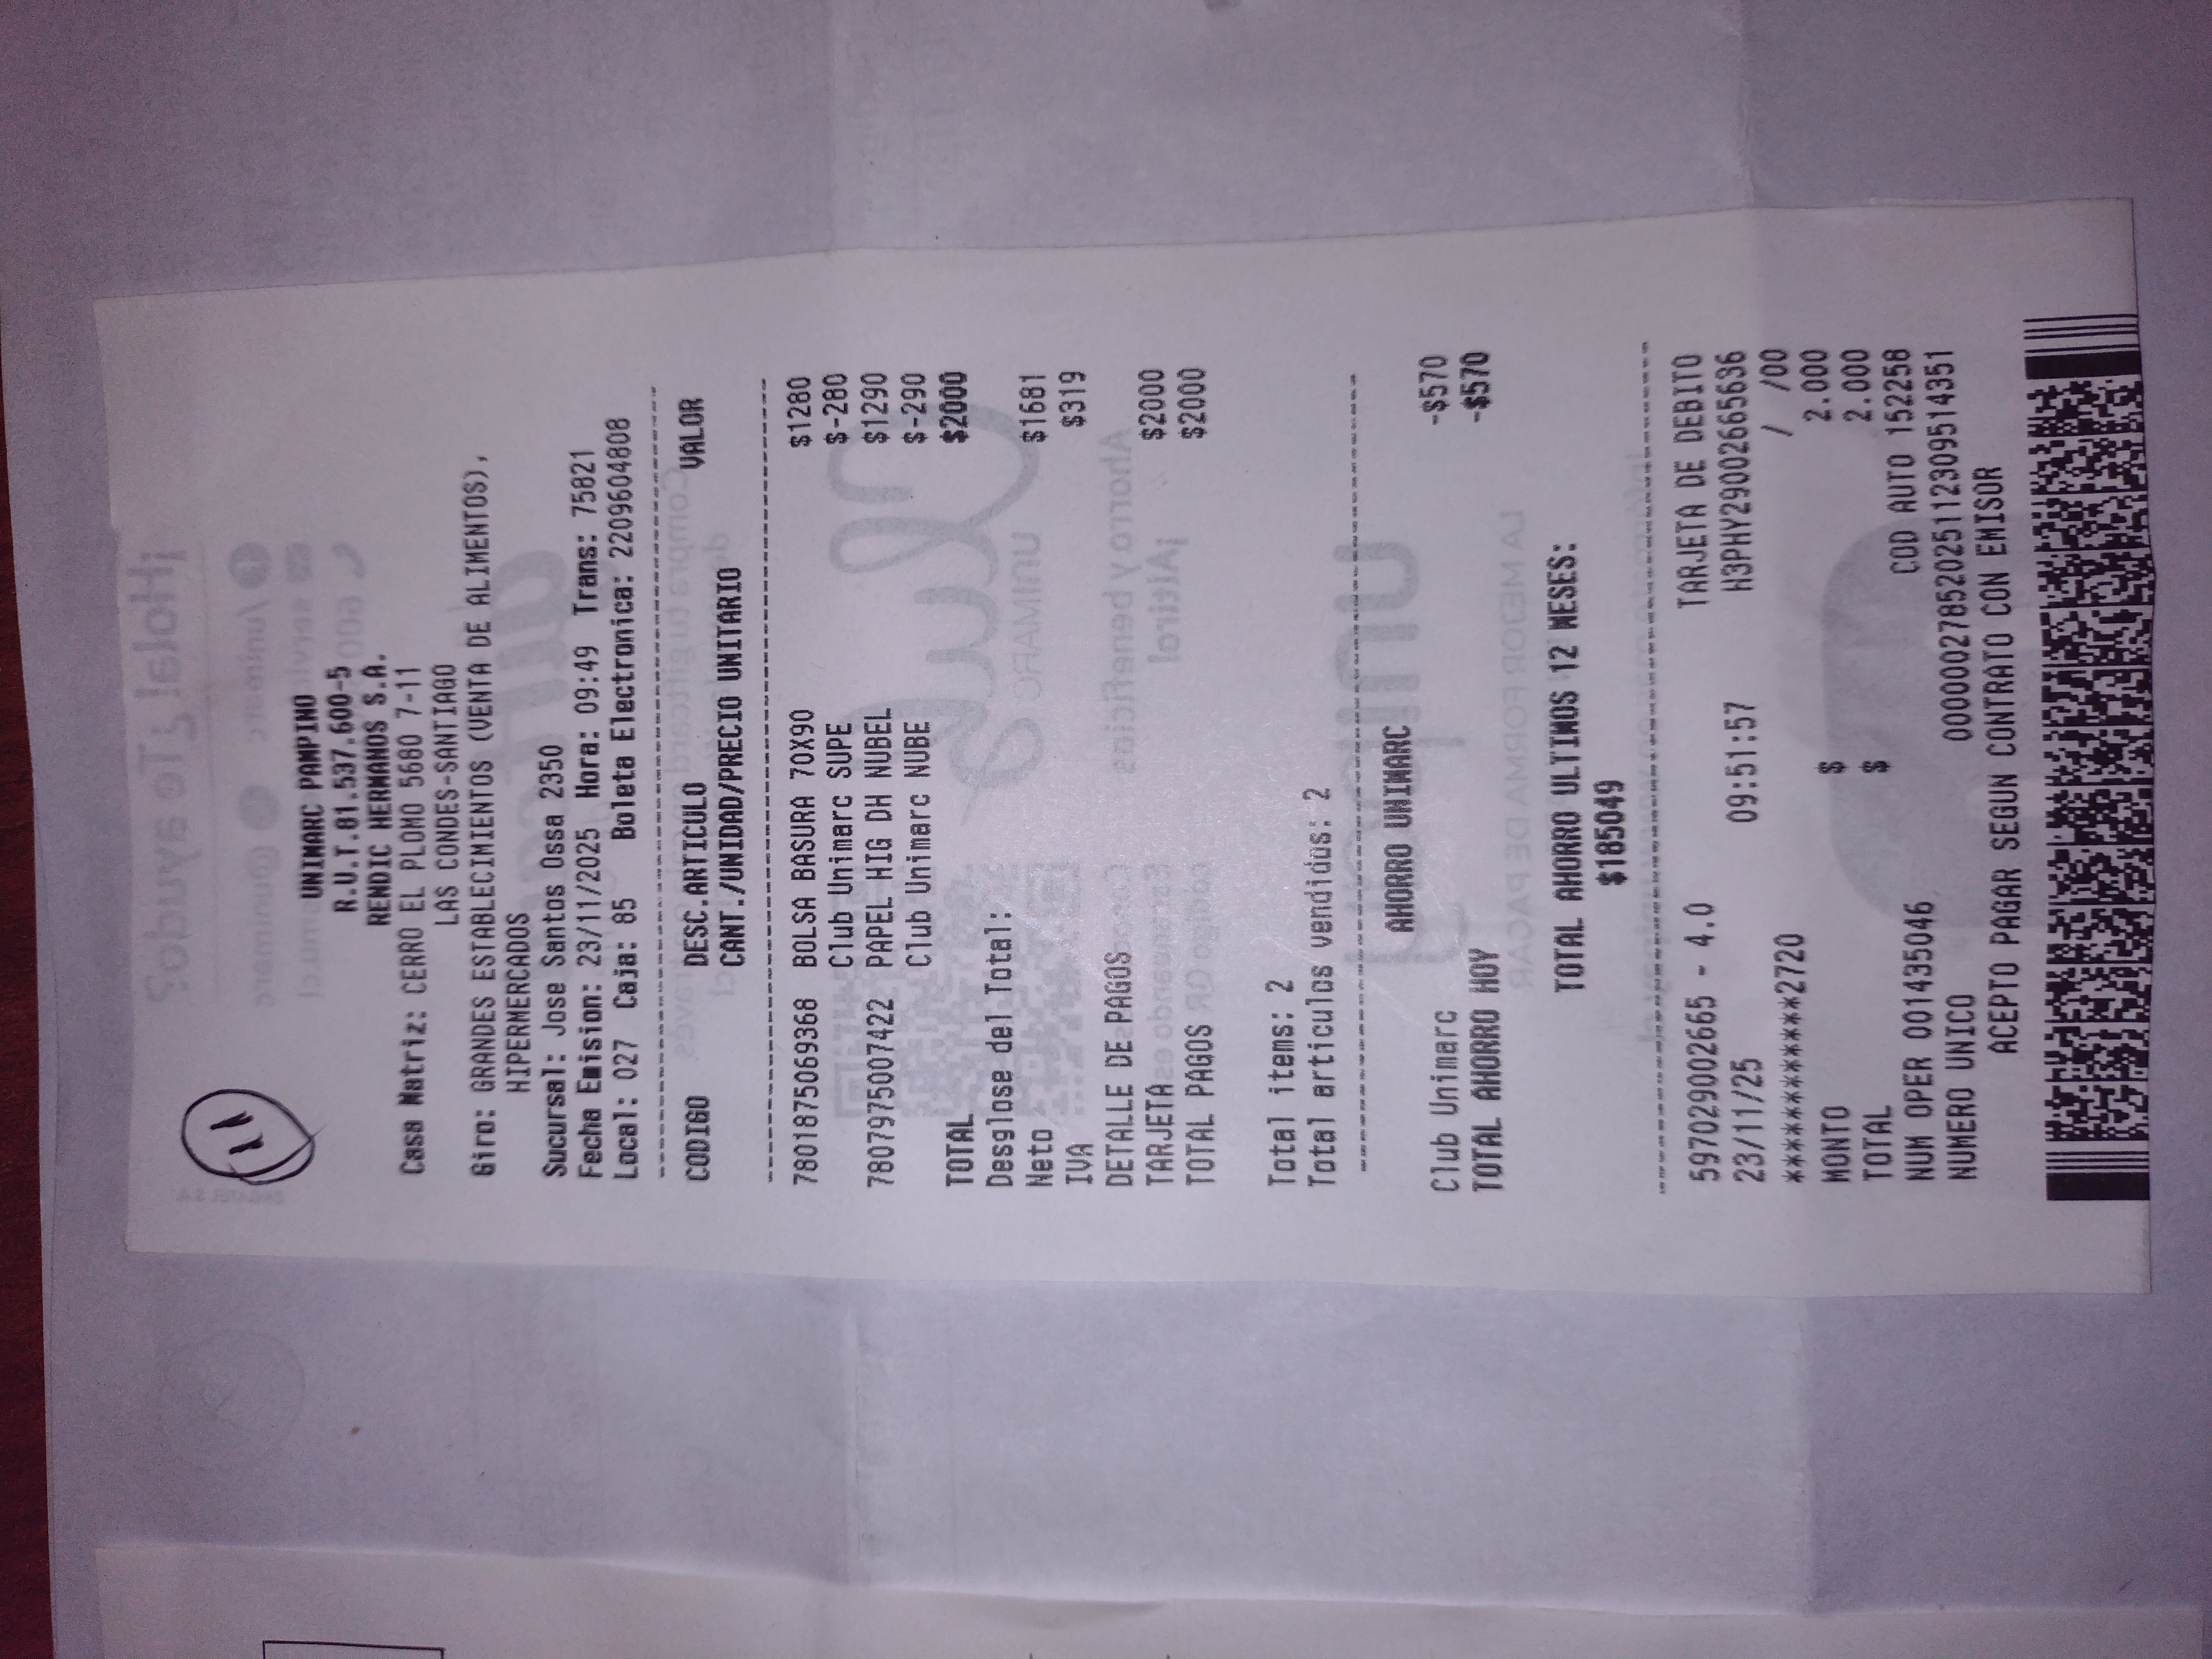 11
UNIMARC PAMPINO
R.U.T.81.537.600-5
RENDIC HERMANOS S.A.
Casa Matriz: CERRO EL PLOMO 5680 7-11
LAS CONDES-SANTIAGO
Giro: GRANDES ESTABLECIMIENTOS (VENTA DE ALIMENTOS),
HIPERMERCADOS
Sucursal: Jose Santos Ossa 2350
Fecha Emision: 23/11/2025 Hora: 09:49 Trans: 75821
Local: 027 Caja: 85 Boleta Electronica: 2209604808
CODIGO DESC.ARTICULO VALOR
CANT./UNIDAD/PRECIO UNITARIO
7801875069368 BOLSA BASURA 70X90 $1280
Club Unimarc SUPE $-280
7807975007422 PAPEL HIG DH NUBEL $1290
Club Unimarc NUBE $-290
TOTAL $2000
Desglose del Total:
Neto $1681
IVA $319
DETALLE DE PAGOS
TARJETA $2000
TOTAL PAGOS $2000
Total items: 2
Total articulos vendidos: 2
AHORRO UNIMARC
Club Unimarc -$570
TOTAL AHORRO HOY -$570
TOTAL AHORRO ULTIMOS 12 MESES:
$185049
TARJETA DE DEBITO
597029002665 - 4.0 H3PHY29002665636
23/11/25 09:51:57 / /00
************2720
MONTO $ 2.000
TOTAL $ 2.000
NUM OPER 001435046 COD AUTO 152258
NUMERO UNICO 00000027852025112309514351
ACEPTO PAGAR SEGUN CONTRATO CON EMISOR